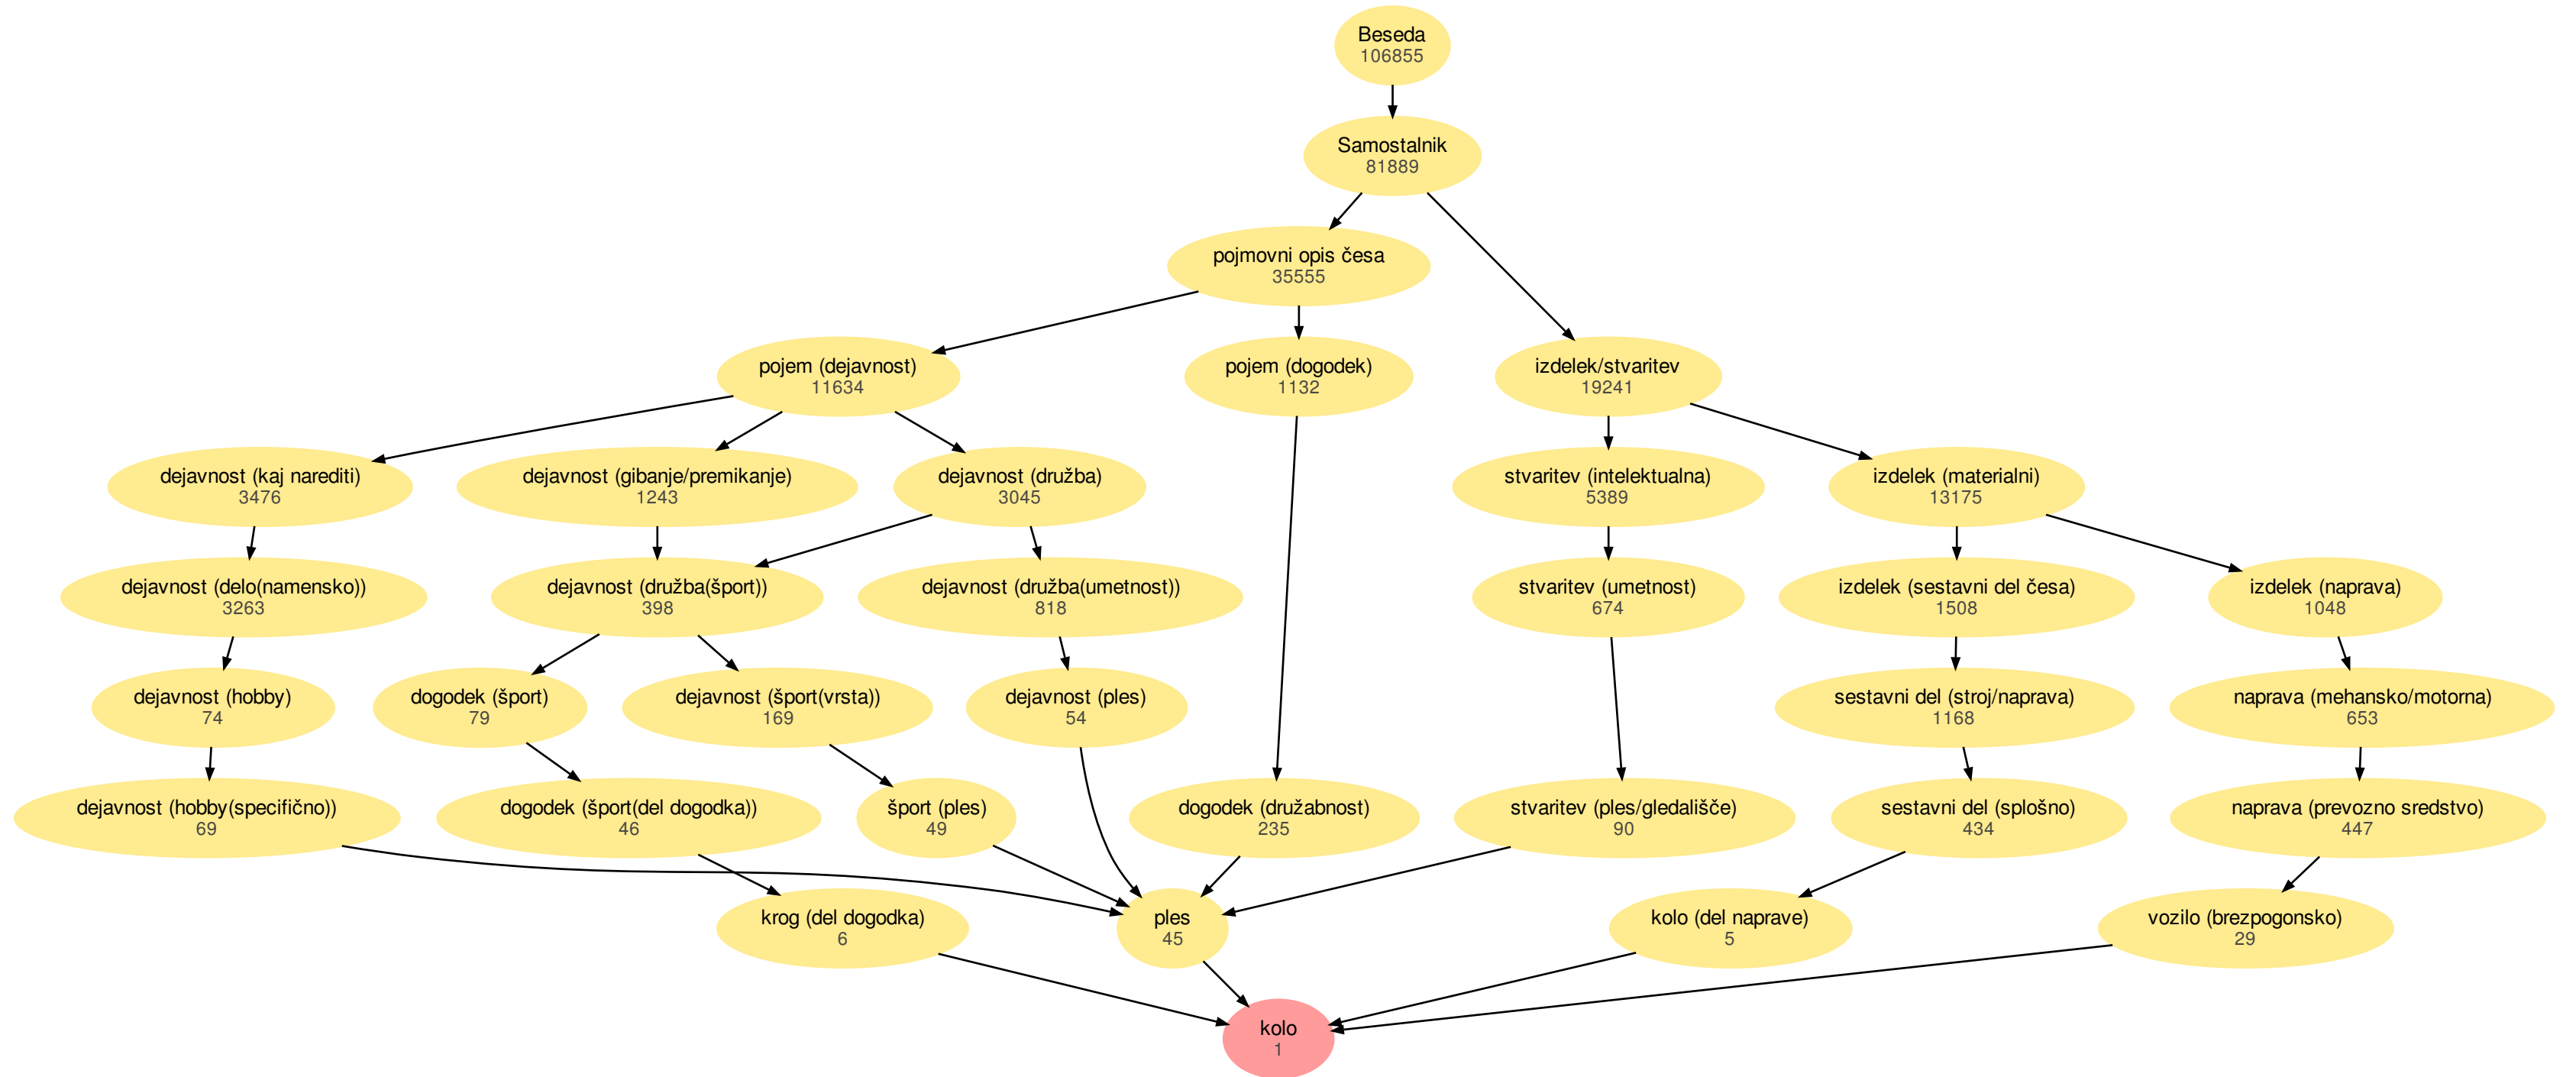 Beseda
106855
Samostalnik
81889
pojmovni opis česa
35555
pojem (dejavnost)
11634
pojem (dogodek)
1132
izdelek/stvaritev
19241
dejavnost (kaj narediti)
3476
dejavnost (gibanje/premikanje)
1243
dejavnost (družba)
3045
stvaritev (intelektualna)
5389
izdelek (materialni)
13175
dejavnost (delo(namensko))
3263
dejavnost (družba(šport))
398
dejavnost (družba(umetnost))
818
stvaritev (umetnost)
674
izdelek (sestavni del česa)
1508
izdelek (naprava)
1048
dejavnost (hobby)
74
dogodek (šport)
79
dejavnost (šport(vrsta))
169
dejavnost (ples)
54
sestavni del (stroj/naprava)
1168
naprava (mehansko/motorna)
653
dejavnost (hobby(specifično))
69
dogodek (šport(del dogodka))
46
šport (ples)
49
dogodek (družabnost)
235
stvaritev (ples/gledališče)
90
sestavni del (splošno)
434
naprava (prevozno sredstvo)
447
krog (del dogodka)
6
ples
45
kolo (del naprave)
5
vozilo (brezpogonsko)
29
kolo
1